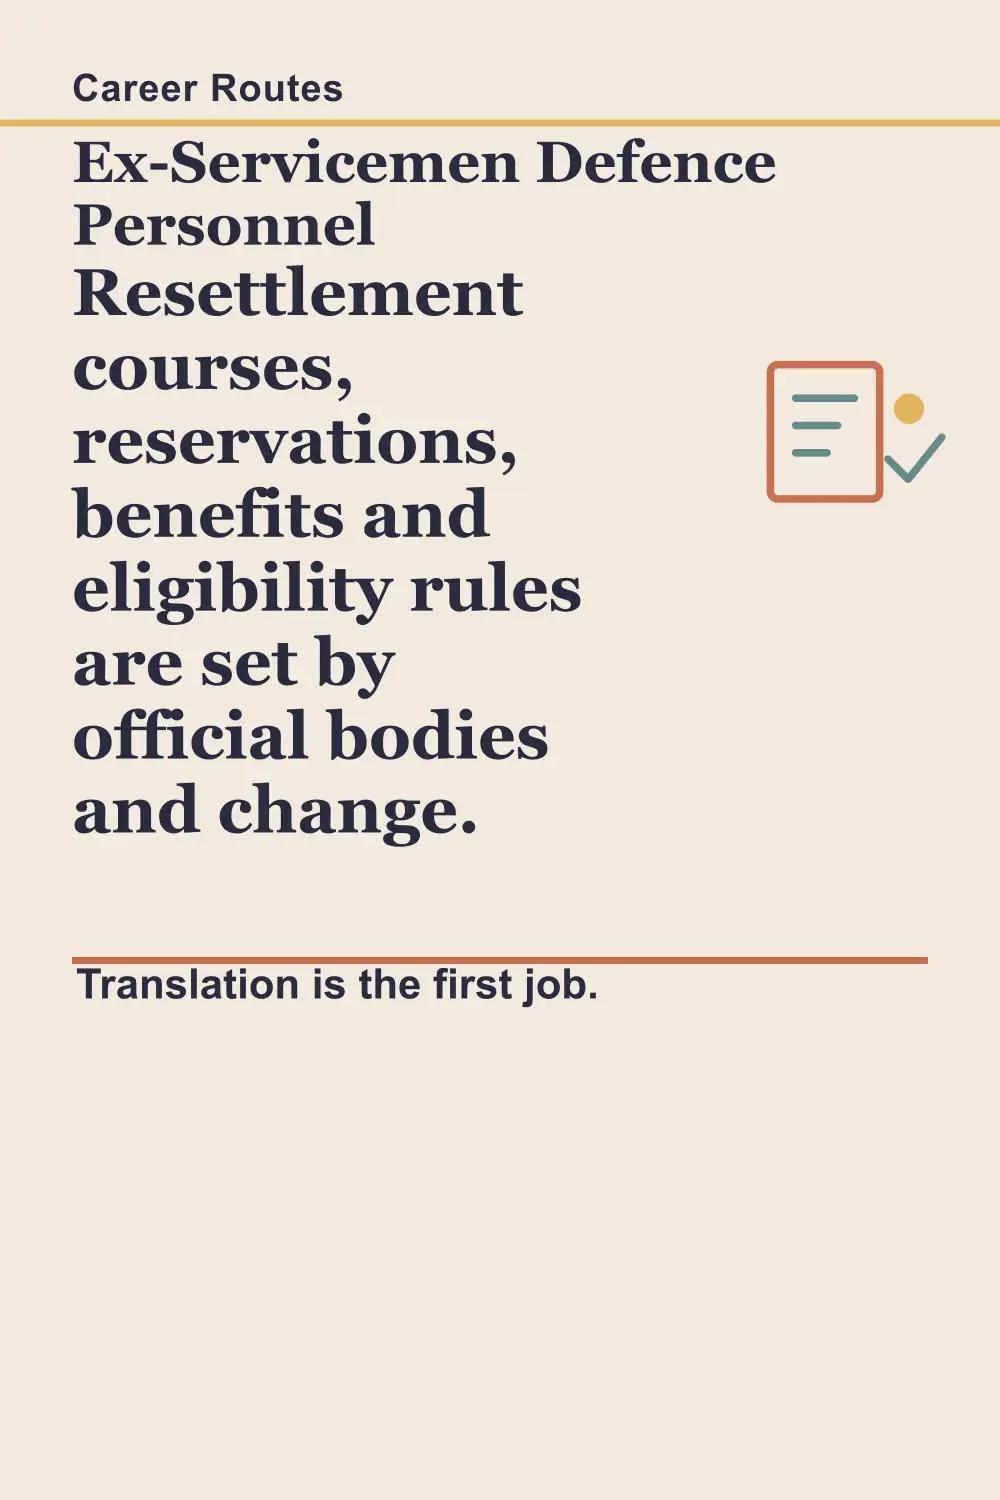 Career Routes
Ex-Servicemen Defence
Personnel
Resettlement
courses,
reservations,
benefits and
eligibility rules
are set by
official bodies
and change.
Translation is the first job.